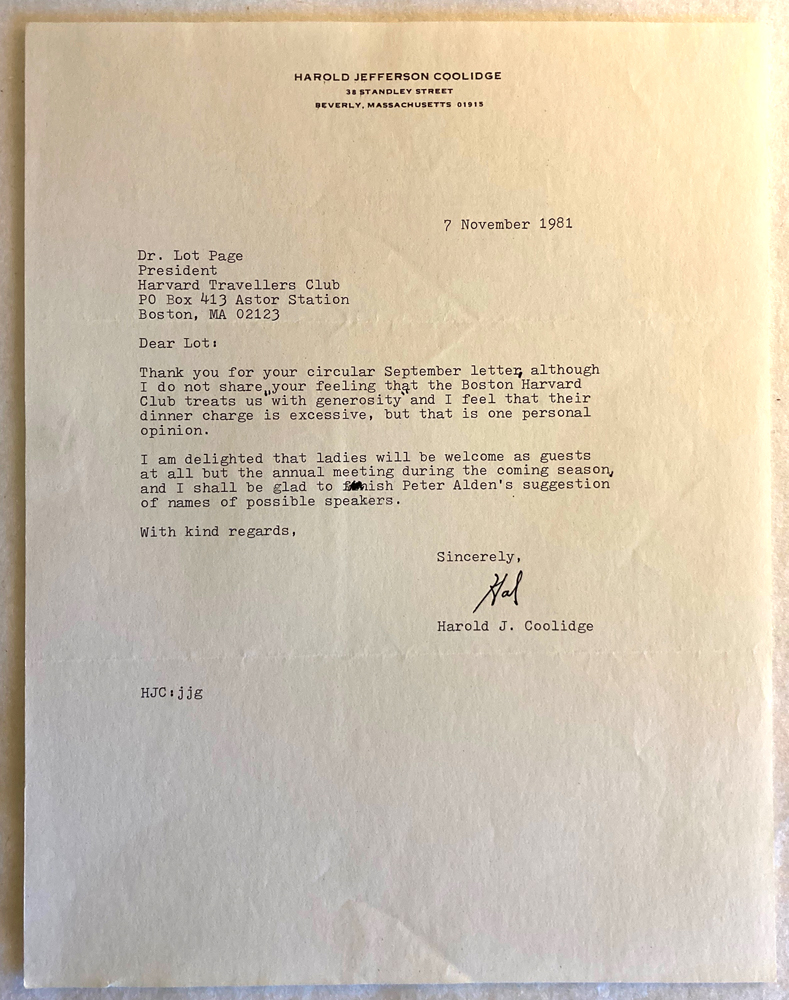 HAROLD JEFFERSON COOLIDGE
38 STANDLEY STREET
BEVERLY, MASSACHUSETTS 01915
7 November 1981
Dr. Lot Page
President
Harvard Travellers Club
PO Box 413 Astor Station
Boston, MA 02123
Dear Lot:
Thank you for your circular September letter, although
I do not share your feeling that the Boston Harvard
Club treats us "with generosity" and I feel that their
dinner charge is excessive, but that is one personal
opinion.
I am delighted that ladies will be welcome as guests
at all but the annual meeting during the coming season,
and I shall be glad to Peter Alden's suggestion
of names of possible speakers.
With kind regards,
Sincerely,
Hal
Harold J. Coolidge
HJC:jjg